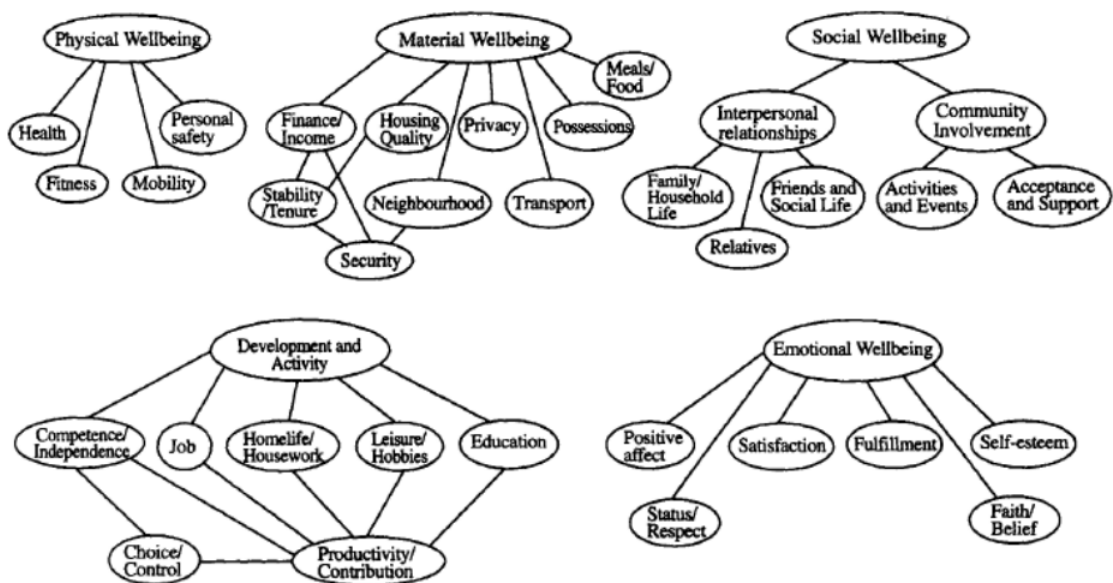 Physical Wellbeing
Health
Fitness
Mobility
Personal
safety
Material Wellbeing
Finance/
Income
Housing
Quality
Privacy
Possessions
Meals/
Food
Stability
/Tenure
Neighbourhood
Transport
Security
Social Wellbeing
Interpersonal
relationships
Community
Involvement
Family/
Household
Life
Relatives
Friends and
Social Life
Activities
and Events
Acceptance
and Support
Development and
Activity
Competence/
Independence
Job
Homelife/
Housework
Leisure/
Hobbies
Education
Choice/
Control
Productivity/
Contribution
Emotional Wellbeing
Positive
affect
Status/
Respect
Satisfaction
Fulfillment
Faith/
Belief
Self-esteem